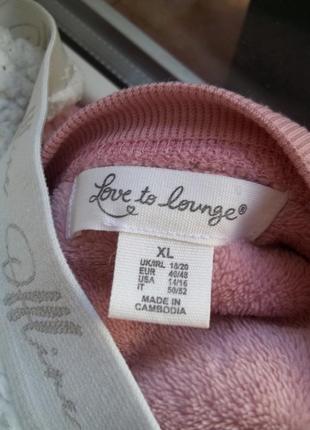 Love to lounge®
XL
UK/IRL 18/20
EUR 46/48
USA 14/16
IT 50/52
MADE IN
CAMBODIA